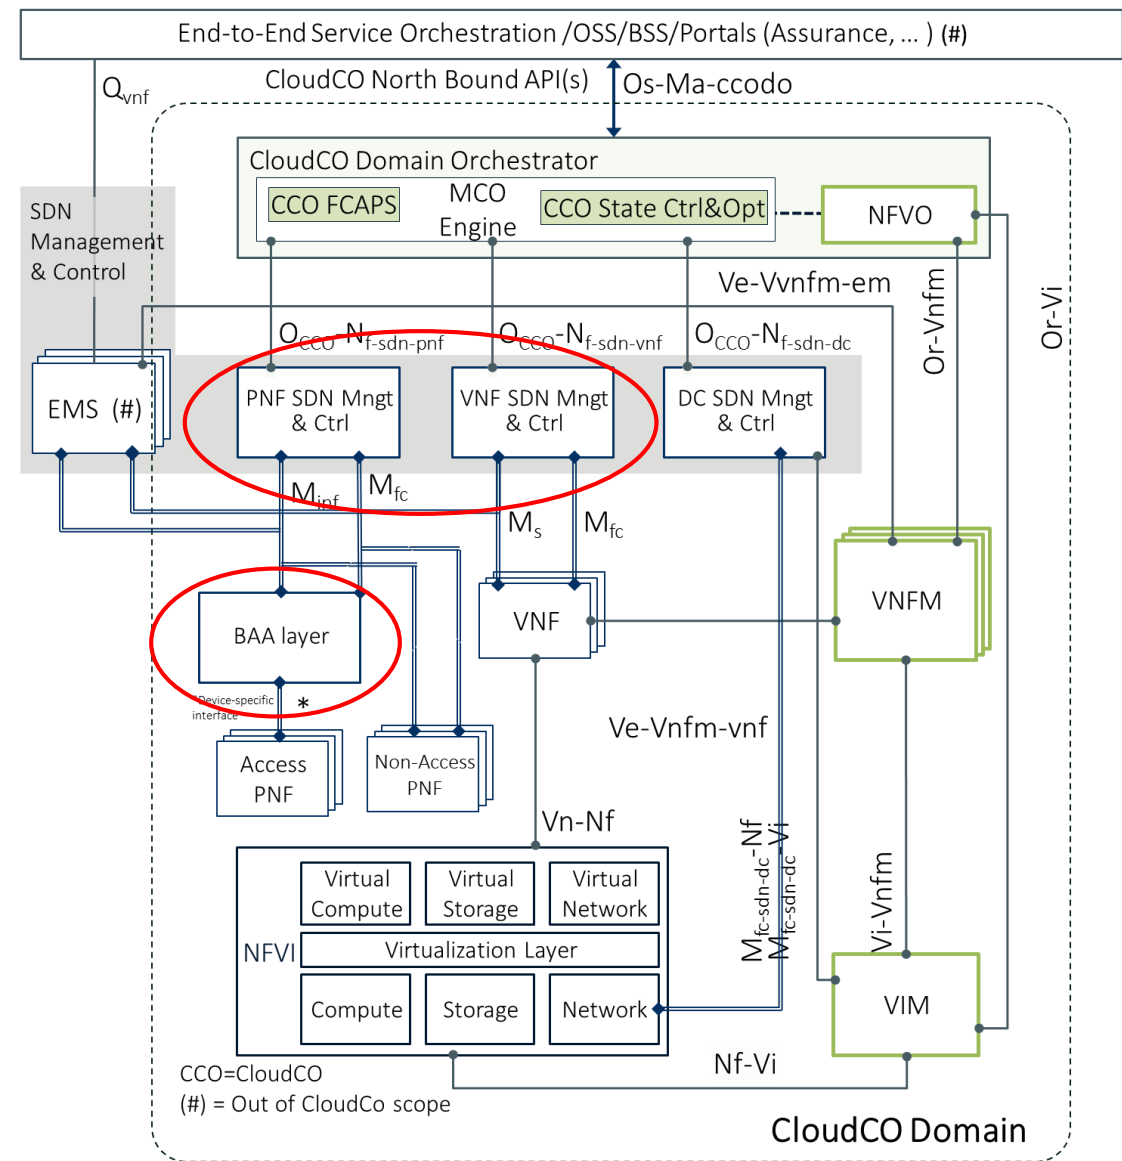 End-to-End Service Orchestration /OSS/BSS/Portals (Assurance, ... ) (#)
Qvnf
CloudCO North Bound API(s)
Os-Ma-ccodo
CloudCO Domain Orchestrator
CCO FCAPS
MCO
Engine
CCO State Ctrl&Opt
NFVO
SDN
Management
& Control
Ve-Vvnfm-em
Or-Vnfm
Or-Vi
OCCO-Nf-sdn-pnf
OCCO-Nf-sdn-vnf
OCCO-Nf-sdn-dc
EMS (#)
PNF SDN Mngt
& Ctrl
VNF SDN Mngt
& Ctrl
DC SDN Mngt
& Ctrl
Minf
Mfc
Ms
Mfc
BAA layer
VNF
VNFM
Device-specific
interface
*
Access
PNF
Non-Access
PNF
Ve-Vnfm-vnf
Vn-Nf
Mfc-sdn-dc-Nf
Mfc-sdn-dc-Vi
Vi-Vnfm
NFVI
Virtual
Compute
Virtual
Storage
Virtual
Network
Virtualization Layer
Compute
Storage
Network
VIM
Nf-Vi
CCO=CloudCO
(#) = Out of CloudCo scope
CloudCO Domain